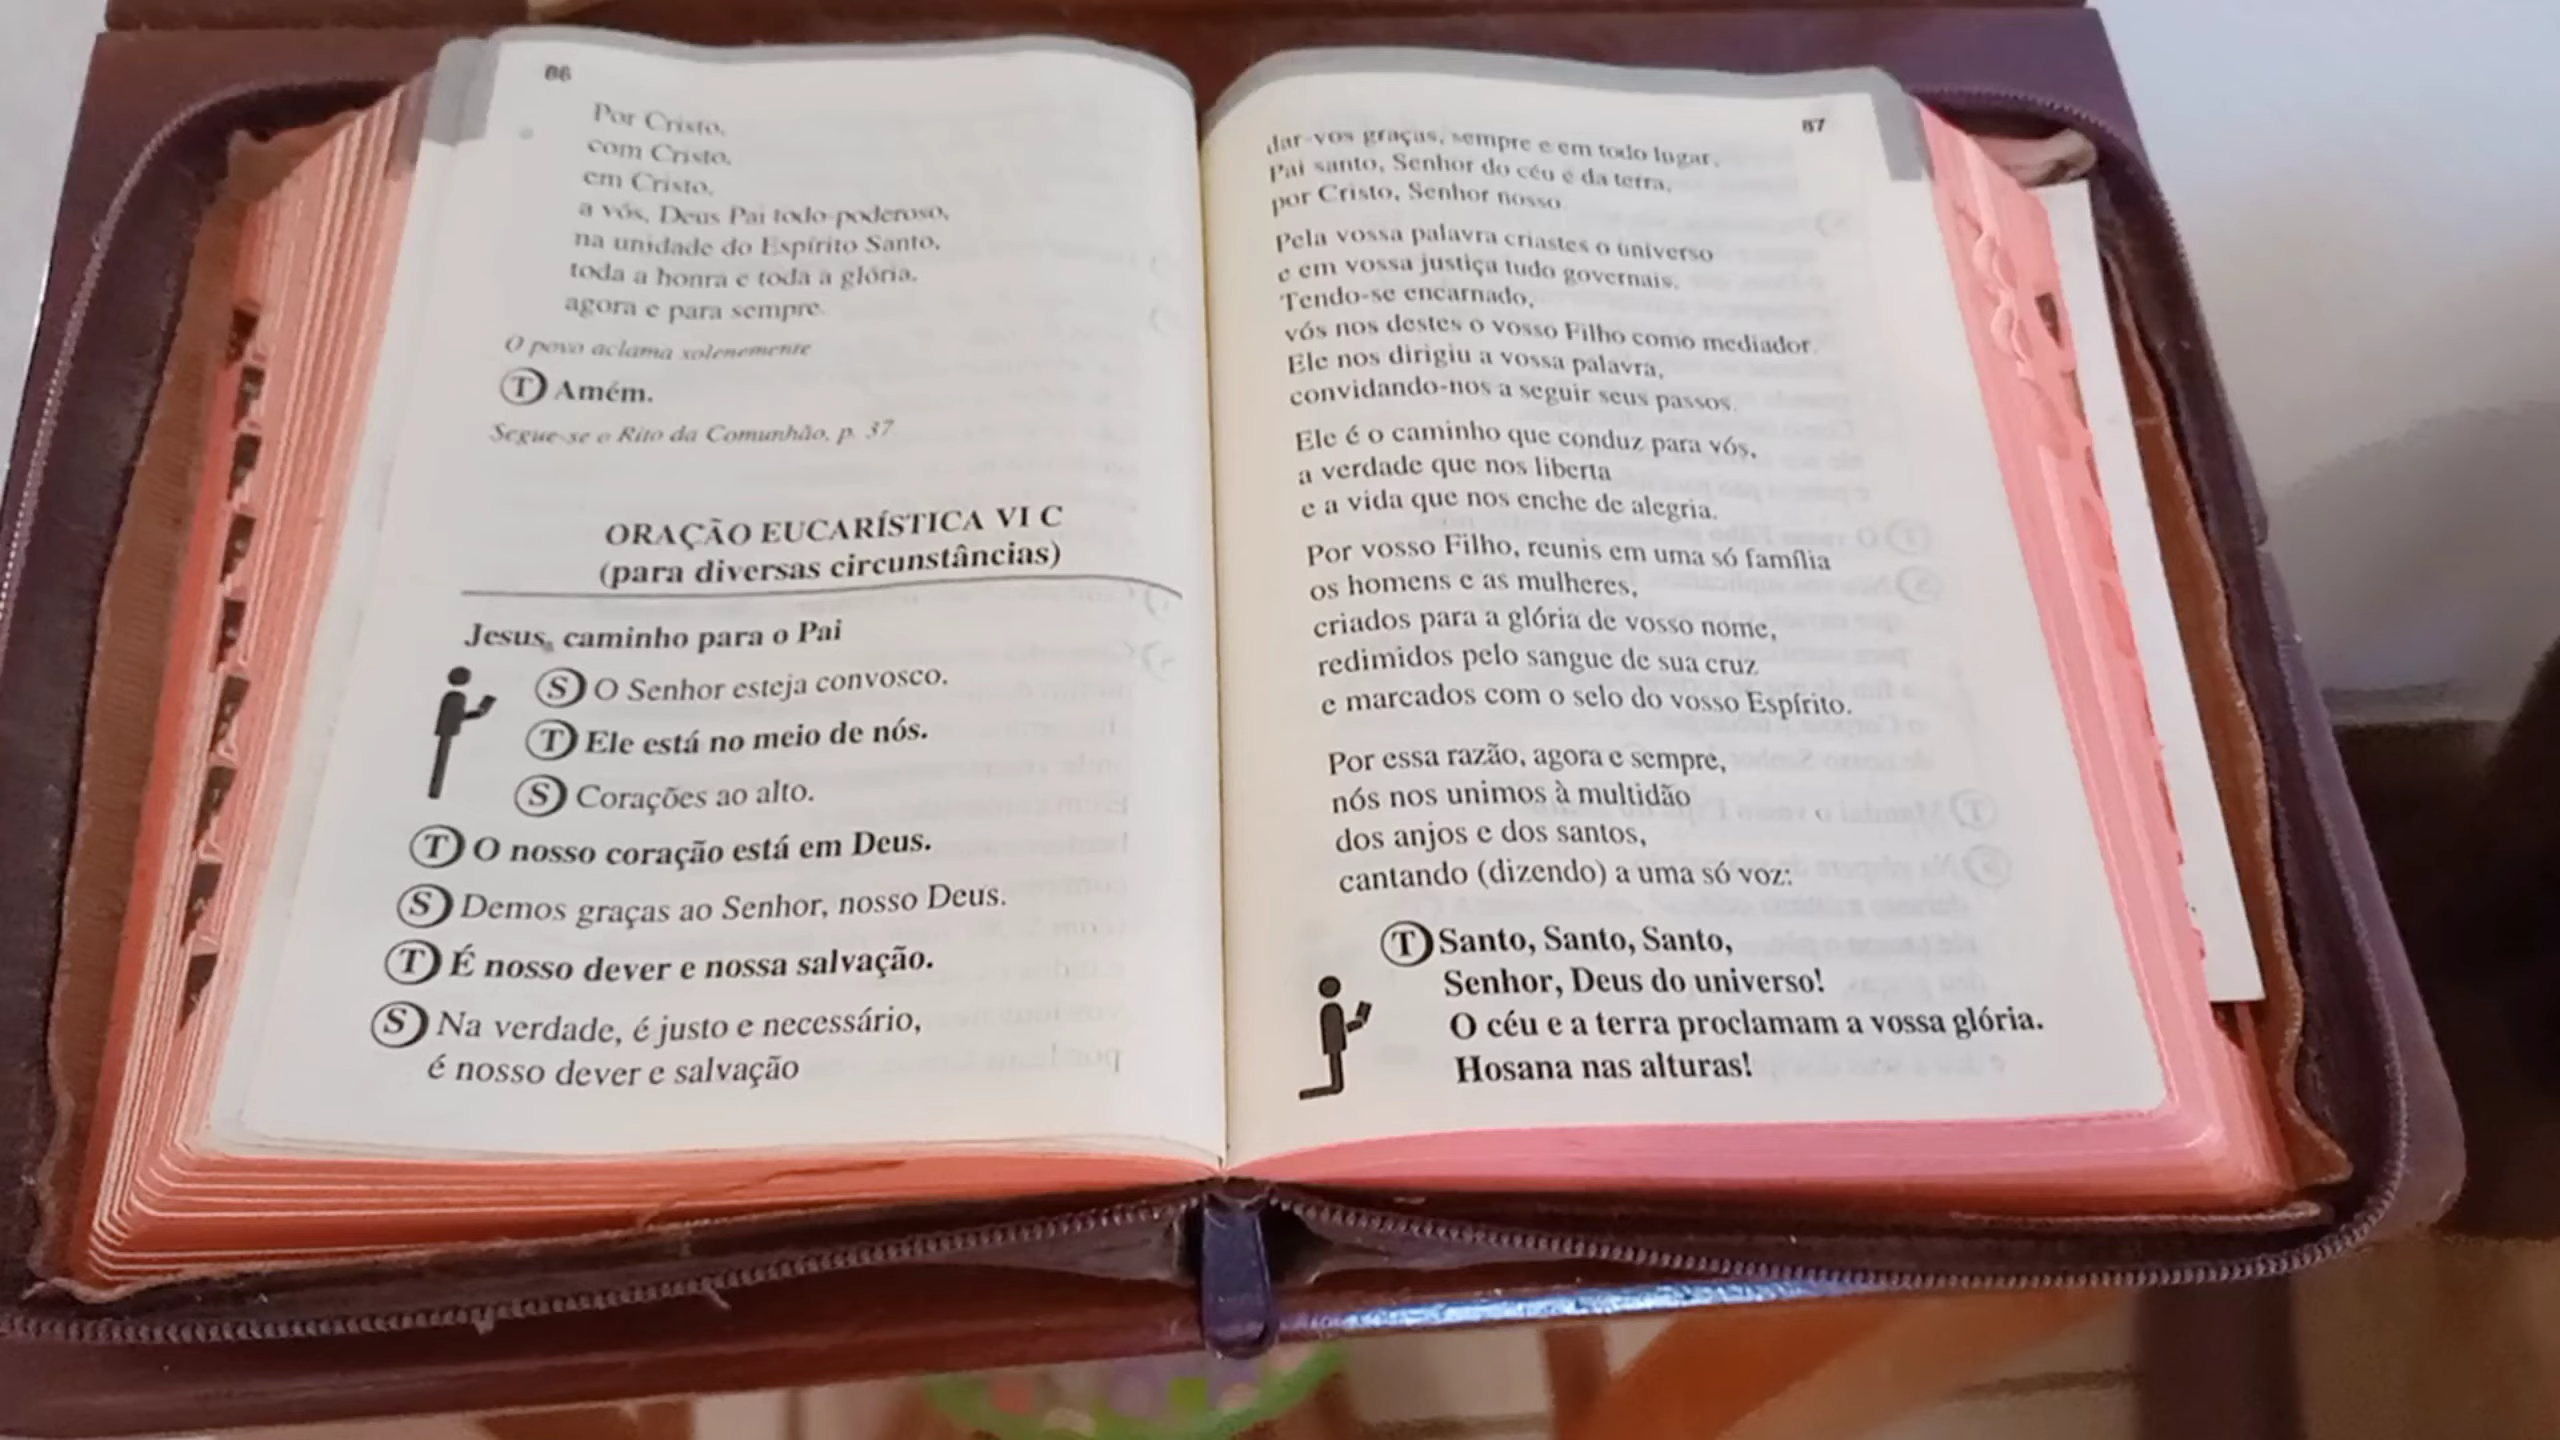 86
Por Cristo,
com Cristo,
em Cristo,
a vós, Deus Pai todo-poderoso,
na unidade do Espírito Santo,
toda a honra e toda a glória,
agora e para sempre.
O povo aclama solenemente
T Amém.
Segue-se o Rito da Comunhão, p. 37
ORAÇÃO EUCARÍSTICA VI C
(para diversas circunstâncias)
Jesus, caminho para o Pai
S O Senhor esteja convosco.
T Ele está no meio de nós.
S Corações ao alto.
T O nosso coração está em Deus.
S Demos graças ao Senhor, nosso Deus.
T É nosso dever e nossa salvação.
S Na verdade, é justo e necessário,
é nosso dever e salvação
87
dar-vos graças, sempre e em todo lugar,
Pai santo, Senhor do céu e da terra,
por Cristo, Senhor nosso.
Pela vossa palavra criastes o universo
e em vossa justiça tudo governais.
Tendo-se encarnado,
vós nos destes o vosso Filho como mediador.
Ele nos dirigiu a vossa palavra,
convidando-nos a seguir seus passos.
Ele é o caminho que conduz para vós,
a verdade que nos liberta
e a vida que nos enche de alegria.
Por vosso Filho, reunis em uma só família
os homens e as mulheres,
criados para a glória de vosso nome,
redimidos pelo sangue de sua cruz
e marcados com o selo do vosso Espírito.
Por essa razão, agora e sempre,
nós nos unimos à multidão
dos anjos e dos santos,
cantando (dizendo) a uma só voz:
T Santo, Santo, Santo,
Senhor, Deus do universo!
O céu e a terra proclamam a vossa glória.
Hosana nas alturas!